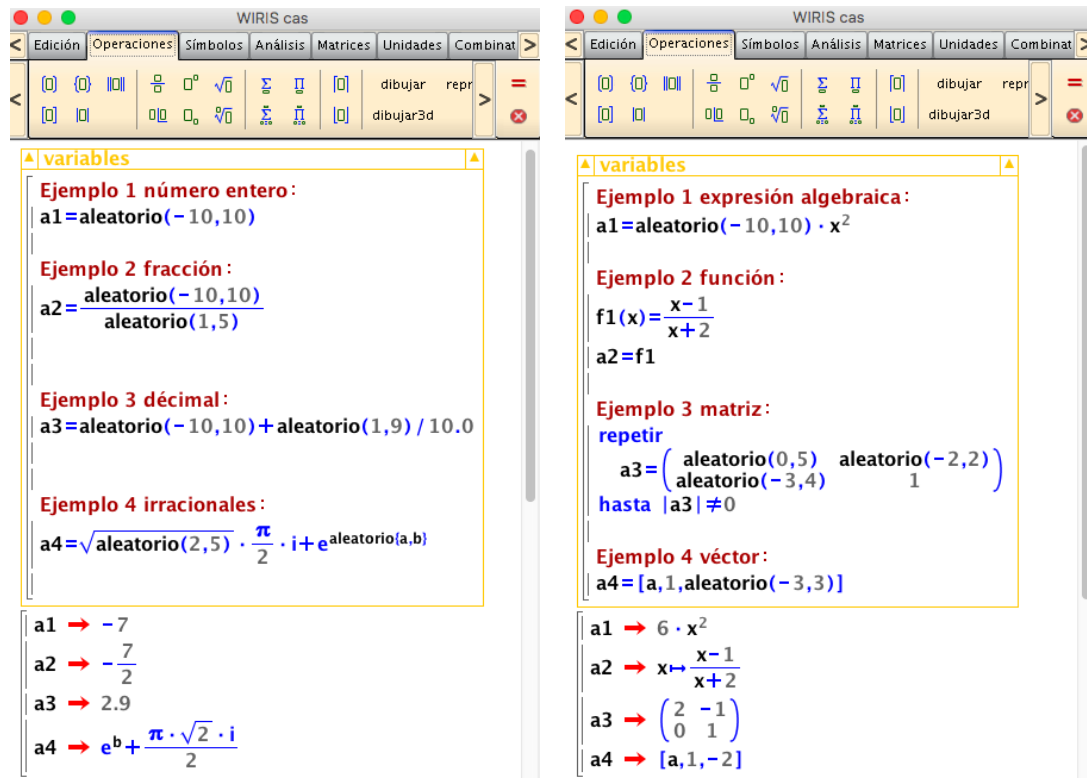 WIRIS cas
Edición Operaciones Símbolos Análisis Matrices Unidades Combinat
dibujar repr
dibujar3d
variables
Ejemplo 1 número entero:
a1=aleatorio(-10,10)
Ejemplo 2 fracción:
a2=aleatorio(-10,10)/aleatorio(1,5)
Ejemplo 3 décimal:
a3=aleatorio(-10,10)+aleatorio(1,9)/10.0
Ejemplo 4 irracionales:
a4=√aleatorio(2,5)·π/2·i+e^aleatorio{a,b}
a1 → -7
a2 → -7/2
a3 → 2.9
a4 → e^b+π·√2·i/2
WIRIS cas
Edición Operaciones Símbolos Análisis Matrices Unidades Combinat
dibujar repr
dibujar3d
variables
Ejemplo 1 expresión algebraica:
a1=aleatorio(-10,10)·x²
Ejemplo 2 función:
f1(x)=x-1/x+2
a2=f1
Ejemplo 3 matriz:
repetir
a3=(aleatorio(0,5) aleatorio(-2,2)
aleatorio(-3,4) 1)
hasta |a3|≠0
Ejemplo 4 véctor:
a4=[a,1,aleatorio(-3,3)]
a1 → 6·x²
a2 → x↦x-1/x+2
a3 → (2 -1
0 1)
a4 → [a,1,-2]